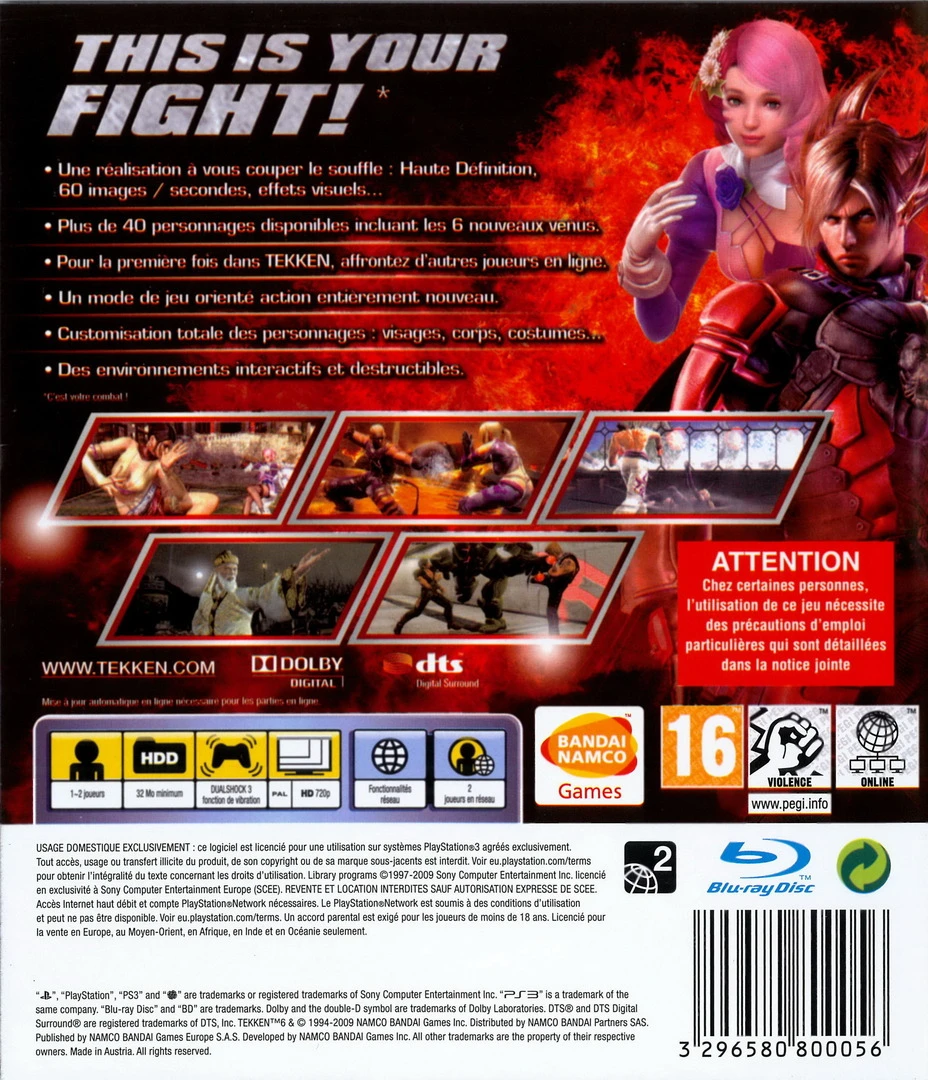 THIS IS YOUR
FIGHT! *
• Une réalisation à vous couper le souffle : Haute Définition,
60 images / secondes, effets visuels...
• Plus de 40 personnages disponibles incluant les 6 nouveaux venus.
• Pour la première fois dans TEKKEN, affrontez d'autres joueurs en ligne.
• Un mode de jeu orienté action entièrement nouveau.
• Customisation totale des personnages : visages, corps, costumes...
• Des environnements interactifs et destructibles.
*C'est votre combat !
ATTENTION
Chez certaines personnes,
l'utilisation de ce jeu nécessite
des précautions d'emploi
particulières qui sont détaillées
dans la notice jointe
WWW.TEKKEN.COM
DOLBY
DIGITAL
dts
Digital Surround
Mise à jour automatique en ligne nécessaire pour les parties en ligne
HDD
1-2 joueurs
32 Mo minimum
DUALSHOCK 3
fonction de vibration
PAL
HD 720p
Fonctionnalités
réseau
2
joueurs en réseau
BANDAI
NAMCO
Games
16
VIOLENCE
ONLINE
www.pegi.info
USAGE DOMESTIQUE EXCLUSIVEMENT : ce logiciel est licencié pour une utilisation sur systèmes PlayStation®3 agréés exclusivement.
Tout accès, usage ou transfert illicite du produit, de son copyright ou de sa marque sous-jacents est interdit. Voir eu.playstation.com/terms
pour obtenir l'intégralité du texte concernant les droits d'utilisation. Library programs ©1997-2009 Sony Computer Entertainment Inc. licencié
en exclusivité à Sony Computer Entertainment Europe (SCEE). REVENTE ET LOCATION INTERDITES SAUF AUTORISATION EXPRESSE DE SCEE.
Accès Internet haut débit et compte PlayStation®Network nécessaires. Le PlayStation®Network est soumis à des conditions d'utilisation
et peut ne pas être disponible. Voir eu.playstation.com/terms. Un accord parental est exigé pour les joueurs de moins de 18 ans. Licencié pour
la vente en Europe, au Moyen-Orient, en Afrique, en Inde et en Océanie seulement.
2
Blu-ray Disc
"", "PlayStation", "PS3" and "" are trademarks or registered trademarks of Sony Computer Entertainment Inc. "PS3" is a trademark of the
same company. "Blu-ray Disc" and "BD" are trademarks. Dolby and the double-D symbol are trademarks of Dolby Laboratories. DTS® and DTS Digital
Surround® are registered trademarks of DTS, Inc. TEKKEN™6 & © 1994-2009 NAMCO BANDAI Games Inc. Distributed by NAMCO BANDAI Partners SAS.
Published by NAMCO BANDAI Games Europe S.A.S. Developed by NAMCO BANDAI Games Inc. All other trademarks are the property of their respective
owners. Made in Austria. All rights reserved.
3 296580 800056